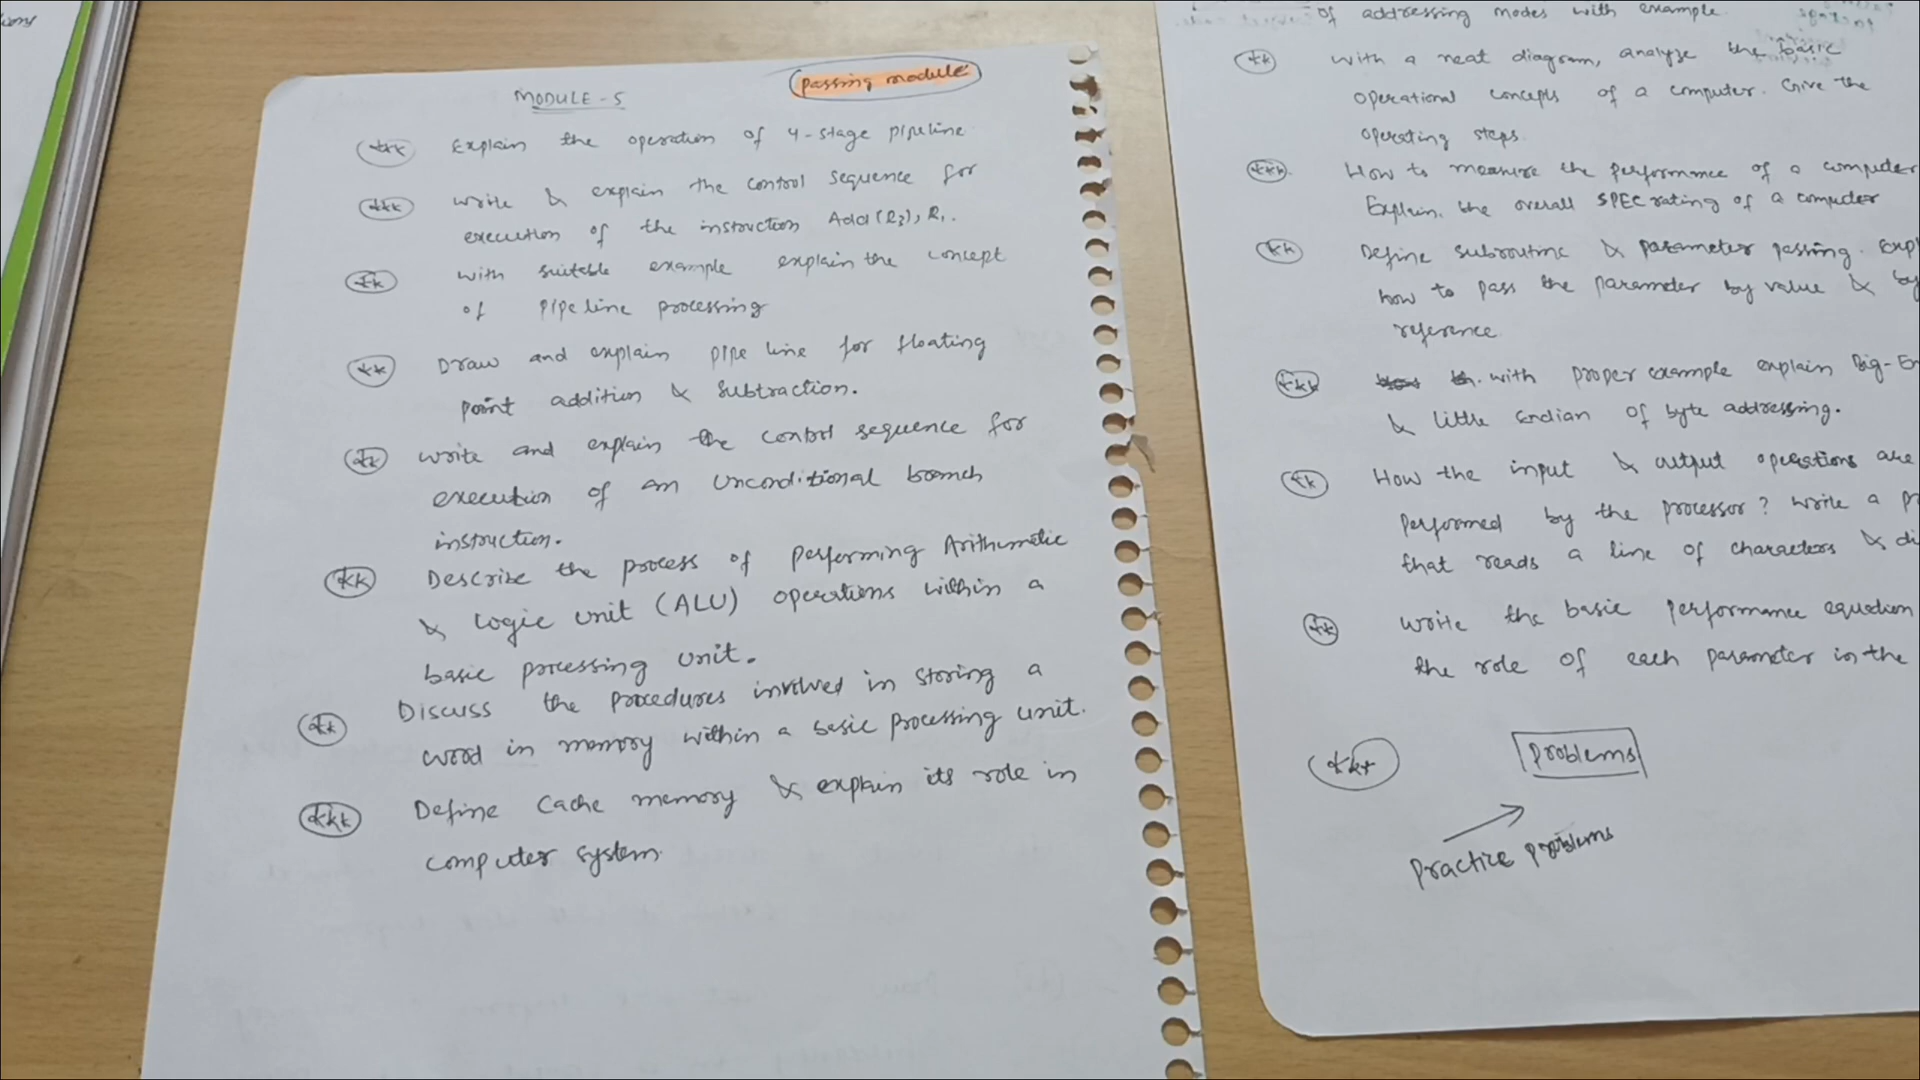 MODULE - 5
passing module
*** Explain the operation of 4-stage pipeline
*** write & explain the control sequence for
execution of the instruction Add(R3), R1.
** with suitable example explain the concept
of pipeline processing
** Draw and explain pipe line for floating
point addition & subtraction.
** write and explain the control sequence for
execution of an unconditional branch
instruction.
** Describe the process of performing Arithmetic
& Logic unit (ALU) operations within a
basic processing unit.
** Discuss the procedures involved in storing a
word in memory within a basic processing unit.
*** Define Cache memory & explain its role in
computer system.
of addressing modes with example.
** with a neat diagram, analyze the basic
operational concepts of a computer. Give the
operating steps.
*** How to measure the performance of a computer
Explain. the overall SPEC rating of a computer
** Define subroutine & parameter passing. Expl
how to pass the parameter by value & by
reference.
*** with proper example explain Big-En
& little Endian of byte addressing.
** How the input & output operations are
performed by the processor? write a pr
that reads a line of characters & di
** write the basic performance equation
the role of each parameter in the
*** Problems
Practice problems